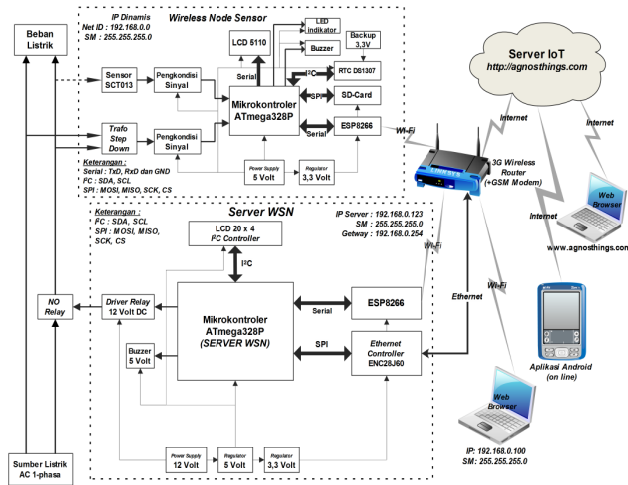 IP Dinamis
Net ID : 192.168.0.0
SM : 255.255.255.0
Wireless Node Sensor
Beban
Listrik
LCD 5110
LED
indikator
Buzzer
Backup
3,3V
Serial
I²C
RTC DS1307
Sensor
SCT013
Pengkondisi
Sinyal
Mikrokontroler
ATmega328P
SPI
SD-Card
Serial
ESP8266
Trafo
Step
Down
Pengkondisi
Sinyal
Power Supply
5 Volt
Regulator
3,3 Volt
Keterangan :
Serial : TxD, RxD dan GND
I²C : SDA, SCL
SPI : MOSI, MISO, SCK, CS
Wi-Fi
Server IoT
http://agnosthings.com
Internet
Internet
Internet
LINKSYS
3G Wireless
Router
(+GSM Modem)
Web
Browser
www.agnosthings.com
Server WSN
Keterangan :
I²C : SDA, SCL
SPI : MOSI, MISO,
SCK, CS
LCD 20 x 4
I²C Controller
I²C
IP Server : 192.168.0.123
SM : 255.255.255.0
Getway : 192.168.0.254
Wi-Fi
Wi-Fi
Ethernet
NO
Relay
Driver Relay
12 Volt DC
Mikrokontroler
ATmega328P
(SERVER WSN)
Serial
ESP8266
SPI
Ethernet
Controller
ENC28J60
Buzzer
5 Volt
Power Supply
12 Volt
Regulator
5 Volt
Regulator
3,3 Volt
Sumber Listrik
AC 1-phasa
Aplikasi Android
(on line)
Web
Browser
IP: 192.168.0.100
SM: 255.255.255.0